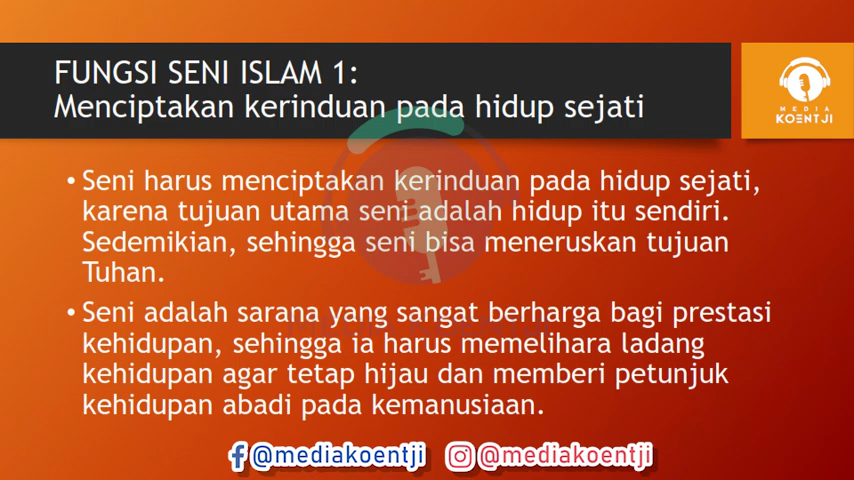 FUNGSI SENI ISLAM 1:
Menciptakan kerinduan pada hidup sejati
MEDIA
KOENTJI
• Seni harus menciptakan kerinduan pada hidup sejati,
karena tujuan utama seni adalah hidup itu sendiri.
Sedemikian, sehingga seni bisa meneruskan tujuan
Tuhan.
• Seni adalah sarana yang sangat berharga bagi prestasi
kehidupan, sehingga ia harus memelihara ladang
kehidupan agar tetap hijau dan memberi petunjuk
kehidupan abadi pada kemanusiaan.
@mediakoentji @mediakoentji